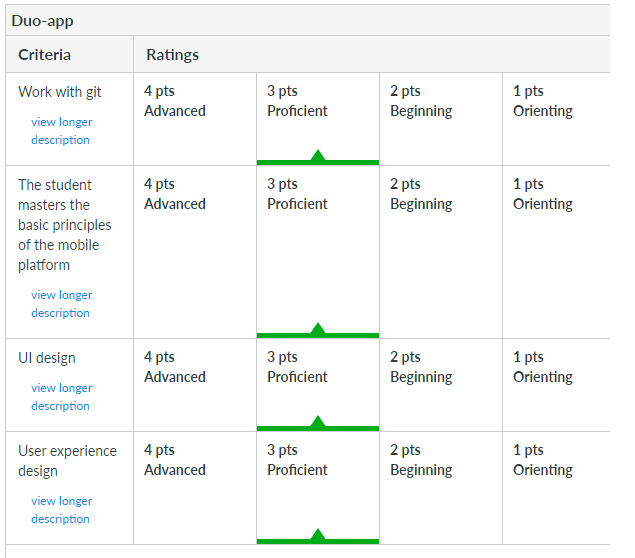 Duo-app
Criteria Ratings
Work with git
view longer
description
4 pts
Advanced
3 pts
Proficient
2 pts
Beginning
1 pts
Orienting
The student
masters the
basic principles
of the mobile
platform
view longer
description
4 pts
Advanced
3 pts
Proficient
2 pts
Beginning
1 pts
Orienting
UI design
view longer
description
4 pts
Advanced
3 pts
Proficient
2 pts
Beginning
1 pts
Orienting
User experience
design
view longer
description
4 pts
Advanced
3 pts
Proficient
2 pts
Beginning
1 pts
Orienting